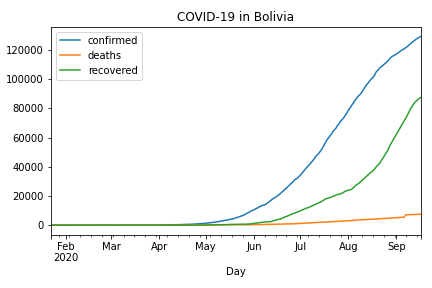 COVID-19 in Bolivia
confirmed
deaths
recovered
120000
100000
80000
60000
40000
20000
0
Feb Mar Apr May Jun Jul Aug Sep
2020
Day